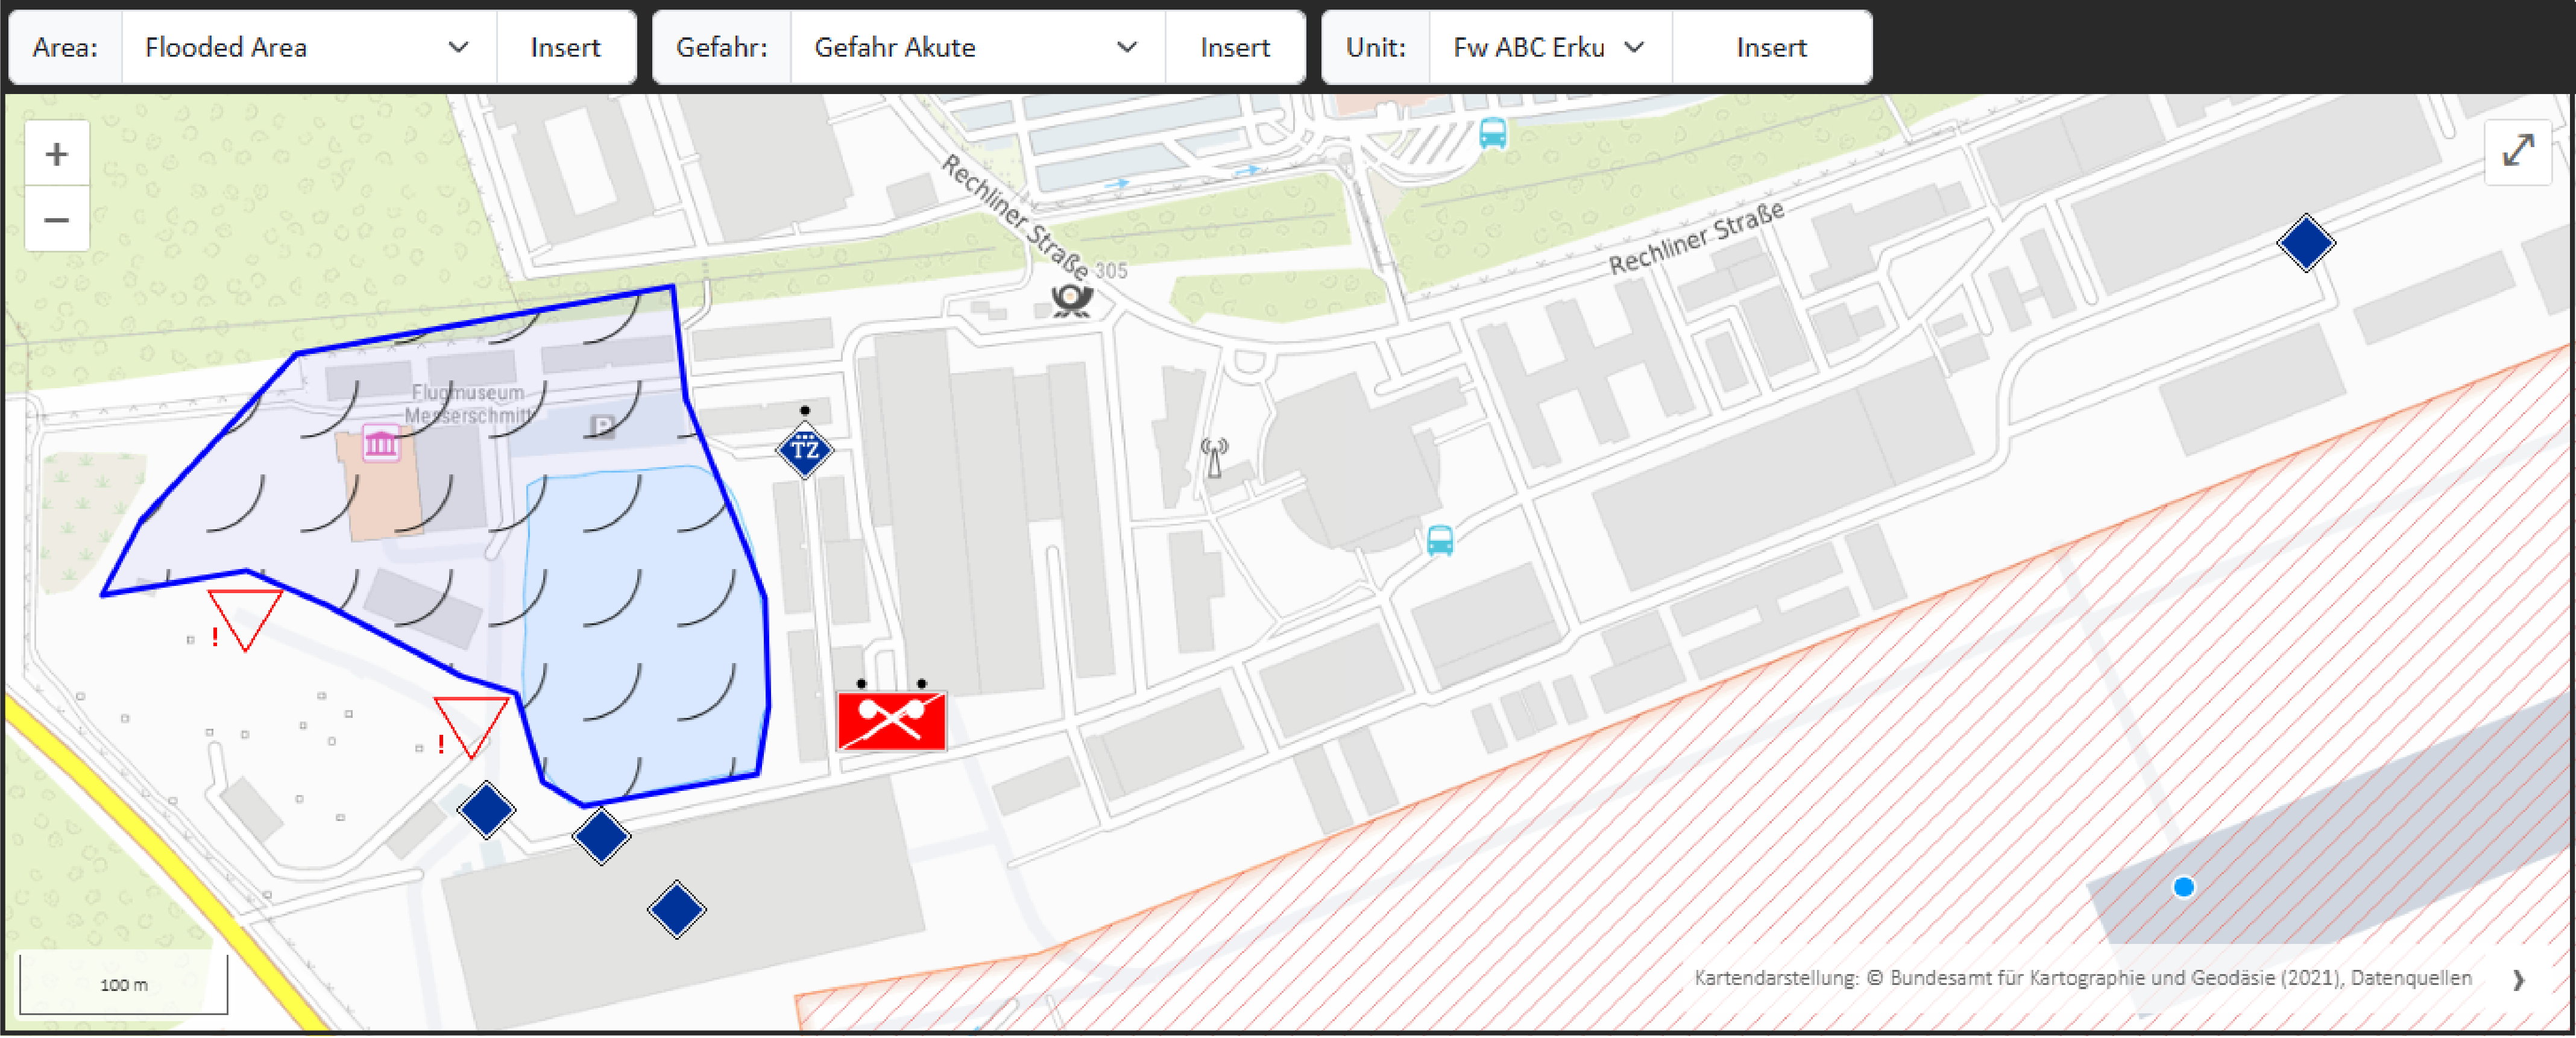 Area: Flooded Area Insert Gefahr: Gefahr Akute Insert Unit: Fw ABC Erku Insert
+
−
Rechliner Straße
Rechliner Straße
305
Flugmuseum
Messerschmitt
P
TZ
!
!
100 m
Kartendarstellung: © Bundesamt für Kartographie und Geodäsie (2021), Datenquellen ❯